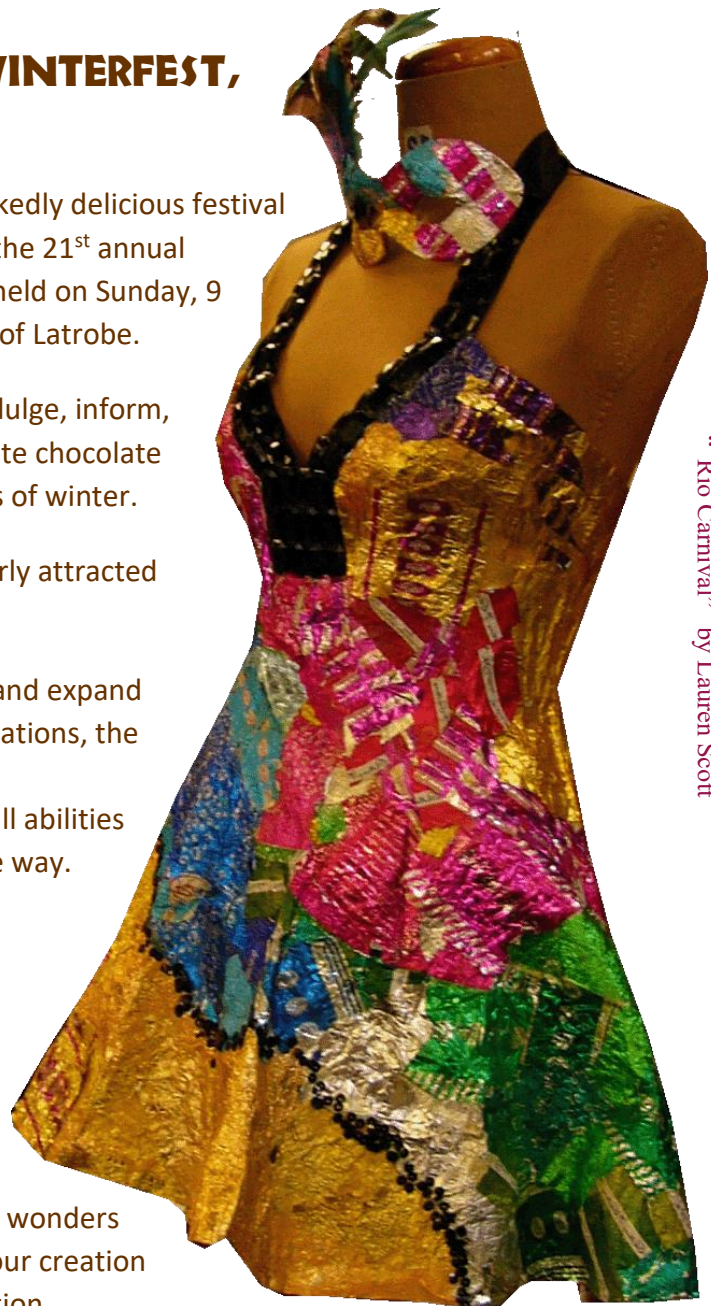 WINTERFEST,
kedly delicious festival
the 21st annual
held on Sunday, 9
of Latrobe.
dulge, inform,
te chocolate
s of winter.
rly attracted
and expand
ations, the
ll abilities
e way.
wonders
our creation
tion
Rio Carnival" by Lauren Scott